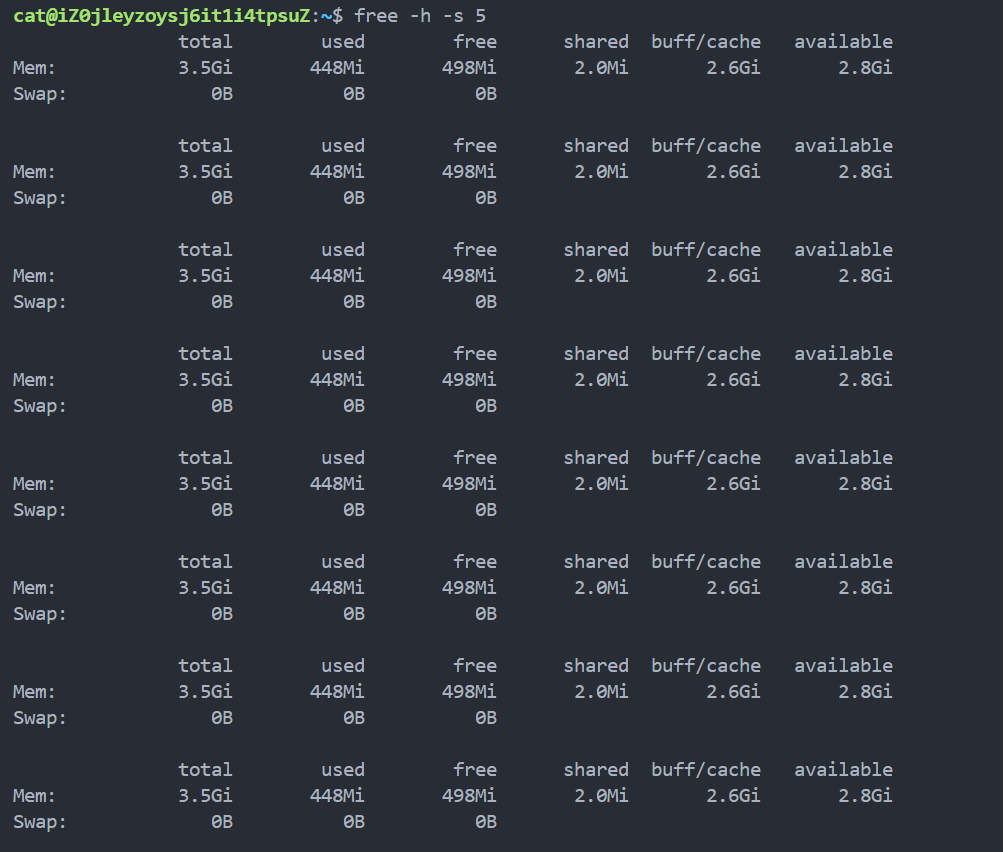 cat@iZ0jleyzoysj6it1i4tpsuZ:~$ free -h -s 5
               total        used        free      shared  buff/cache   available
Mem:           3.5Gi       448Mi       498Mi       2.0Mi       2.6Gi       2.8Gi
Swap:             0B          0B          0B

               total        used        free      shared  buff/cache   available
Mem:           3.5Gi       448Mi       498Mi       2.0Mi       2.6Gi       2.8Gi
Swap:             0B          0B          0B

               total        used        free      shared  buff/cache   available
Mem:           3.5Gi       448Mi       498Mi       2.0Mi       2.6Gi       2.8Gi
Swap:             0B          0B          0B

               total        used        free      shared  buff/cache   available
Mem:           3.5Gi       448Mi       498Mi       2.0Mi       2.6Gi       2.8Gi
Swap:             0B          0B          0B

               total        used        free      shared  buff/cache   available
Mem:           3.5Gi       448Mi       498Mi       2.0Mi       2.6Gi       2.8Gi
Swap:             0B          0B          0B

               total        used        free      shared  buff/cache   available
Mem:           3.5Gi       448Mi       498Mi       2.0Mi       2.6Gi       2.8Gi
Swap:             0B          0B          0B

               total        used        free      shared  buff/cache   available
Mem:           3.5Gi       448Mi       498Mi       2.0Mi       2.6Gi       2.8Gi
Swap:             0B          0B          0B

               total        used        free      shared  buff/cache   available
Mem:           3.5Gi       448Mi       498Mi       2.0Mi       2.6Gi       2.8Gi
Swap:             0B          0B          0B